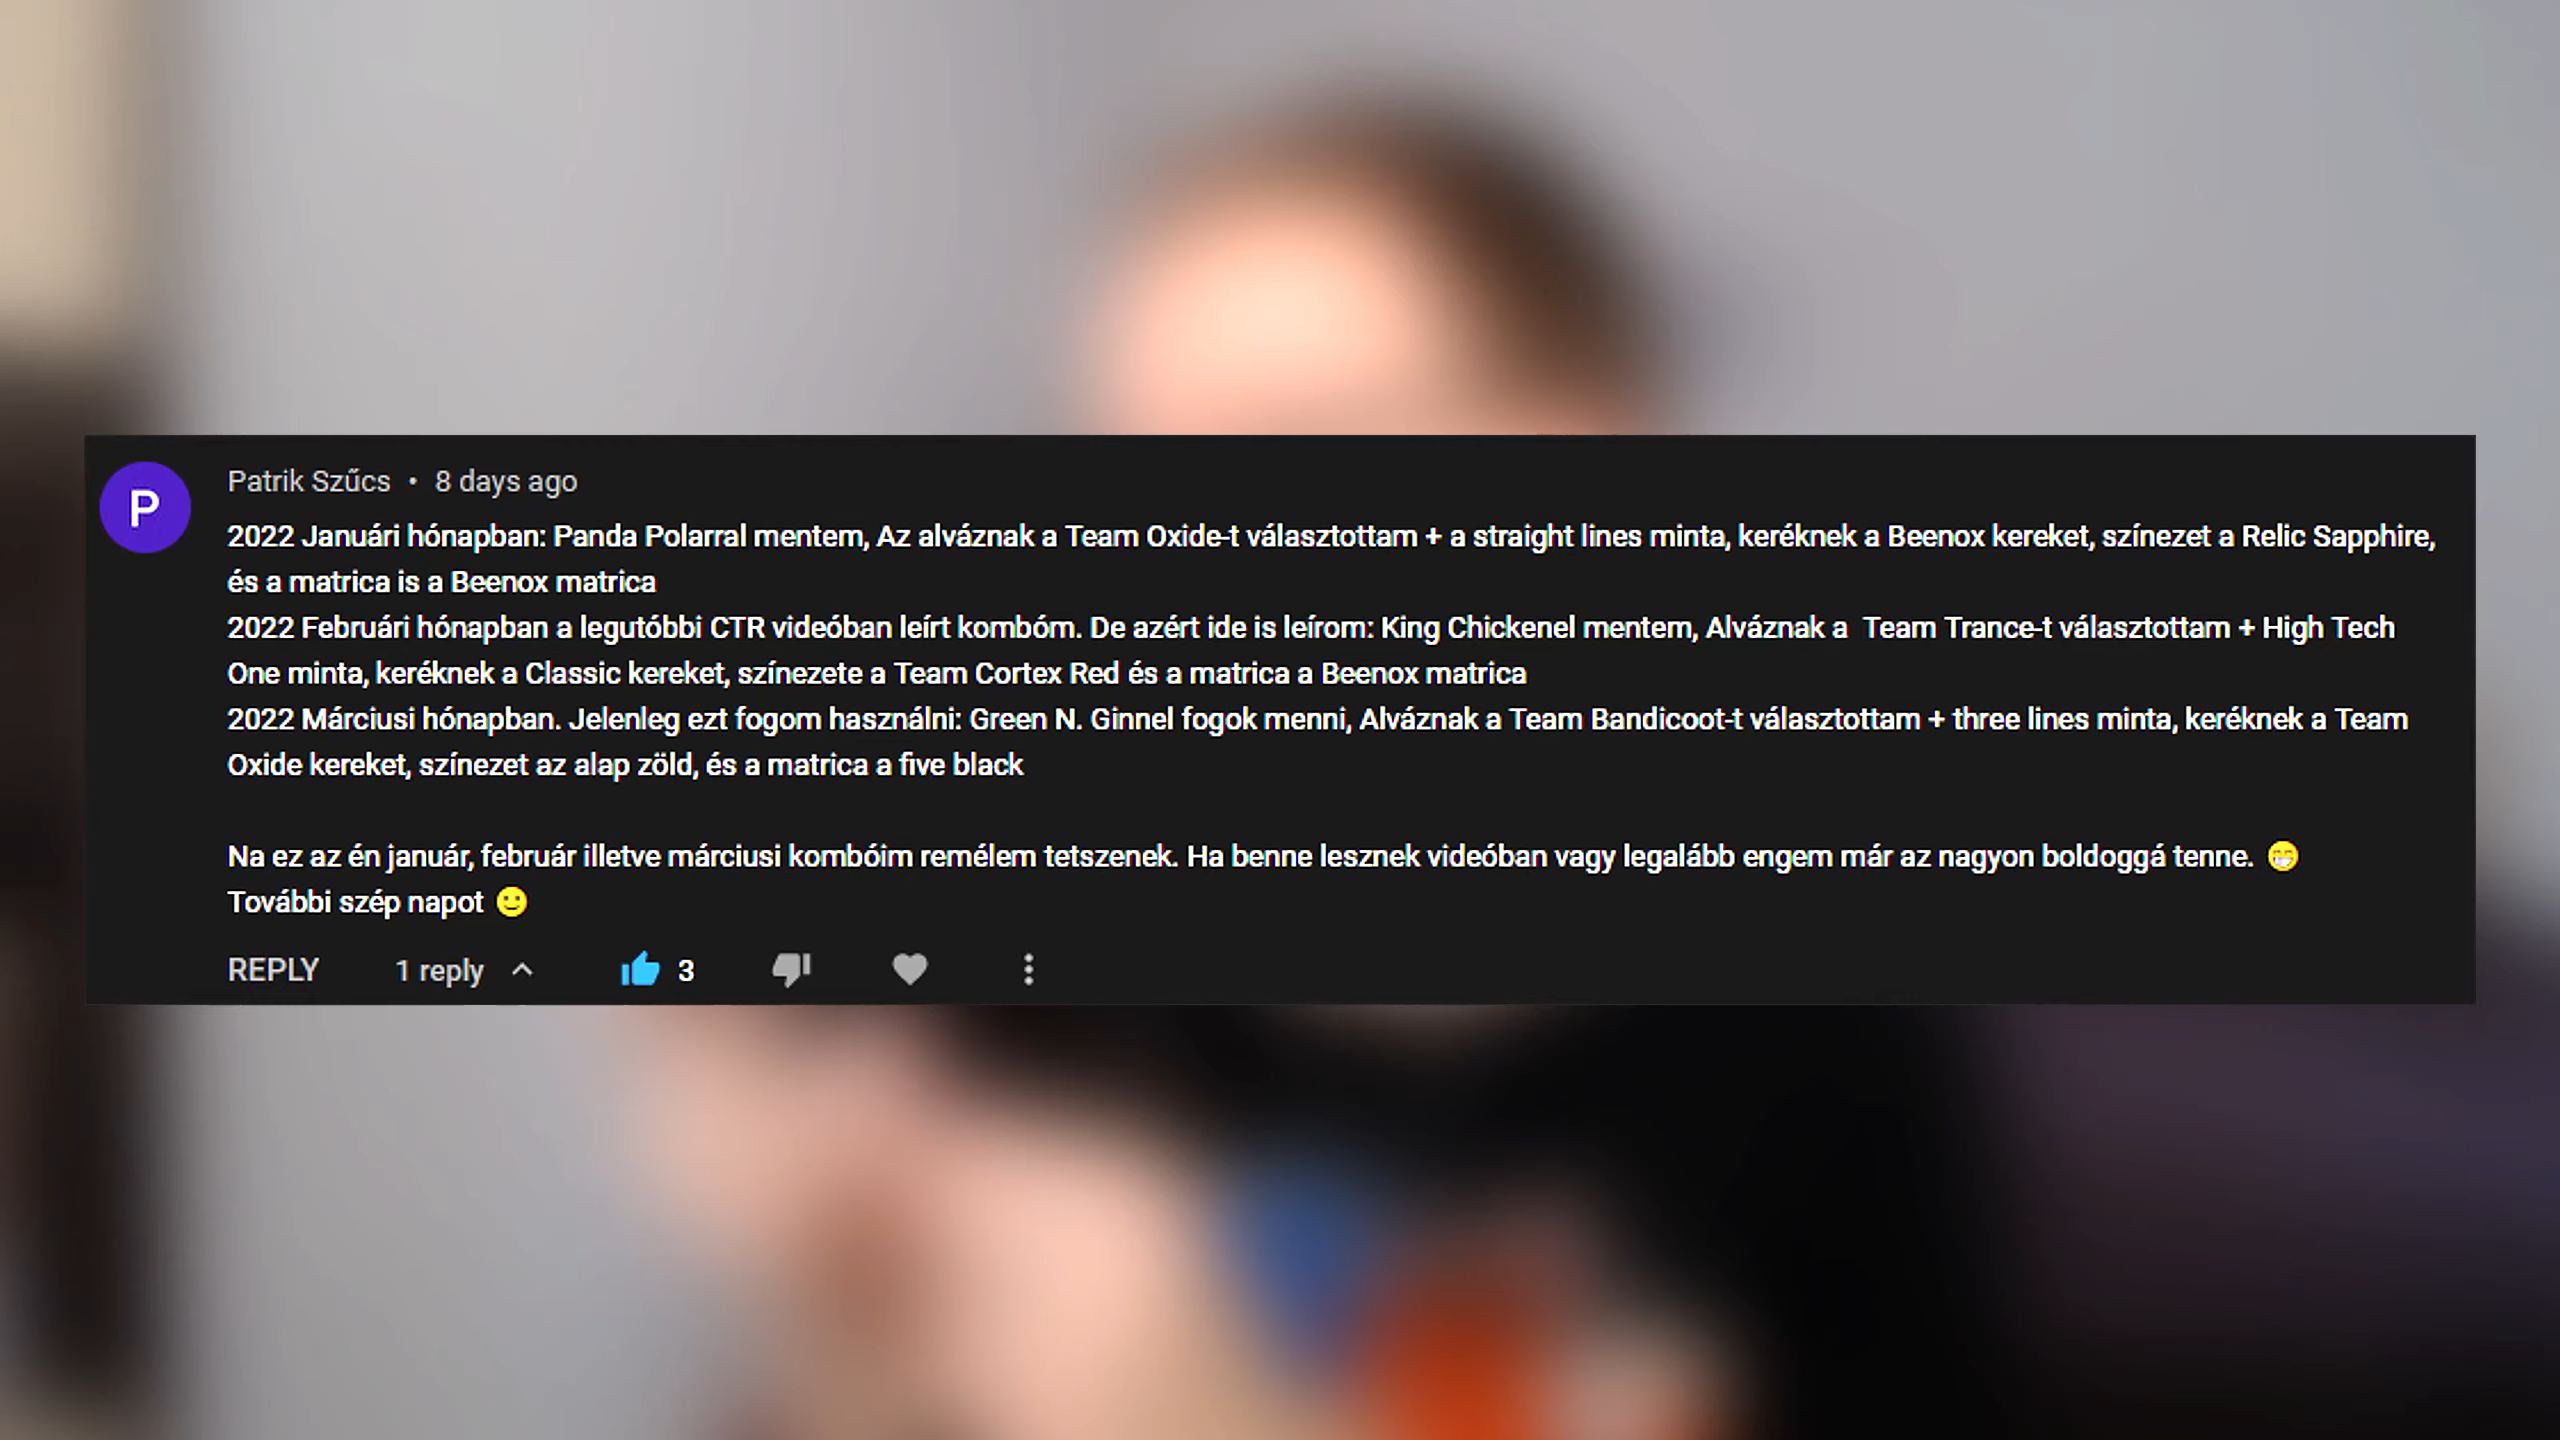 P
Patrik Szűcs • 8 days ago
2022 Januári hónapban: Panda Polarral mentem, Az alváznak a Team Oxide-t választottam + a straight lines minta, keréknek a Beenox kereket, színezet a Relic Sapphire,
és a matrica is a Beenox matrica
2022 Februári hónapban a legutóbbi CTR videóban leírt kombóm. De azért ide is leírom: King Chickenel mentem, Alváznak a  Team Trance-t választottam + High Tech
One minta, keréknek a Classic kereket, színezete a Team Cortex Red és a matrica a Beenox matrica
2022 Márciusi hónapban. Jelenleg ezt fogom használni: Green N. Ginnel fogok menni, Alváznak a Team Bandicoot-t választottam + three lines minta, keréknek a Team
Oxide kereket, színezet az alap zöld, és a matrica a five black
Na ez az én január, február illetve márciusi kombóim remélem tetszenek. Ha benne lesznek videóban vagy legalább engem már az nagyon boldoggá tenne. 😁
További szép napot 🙂
REPLY 1 reply 3